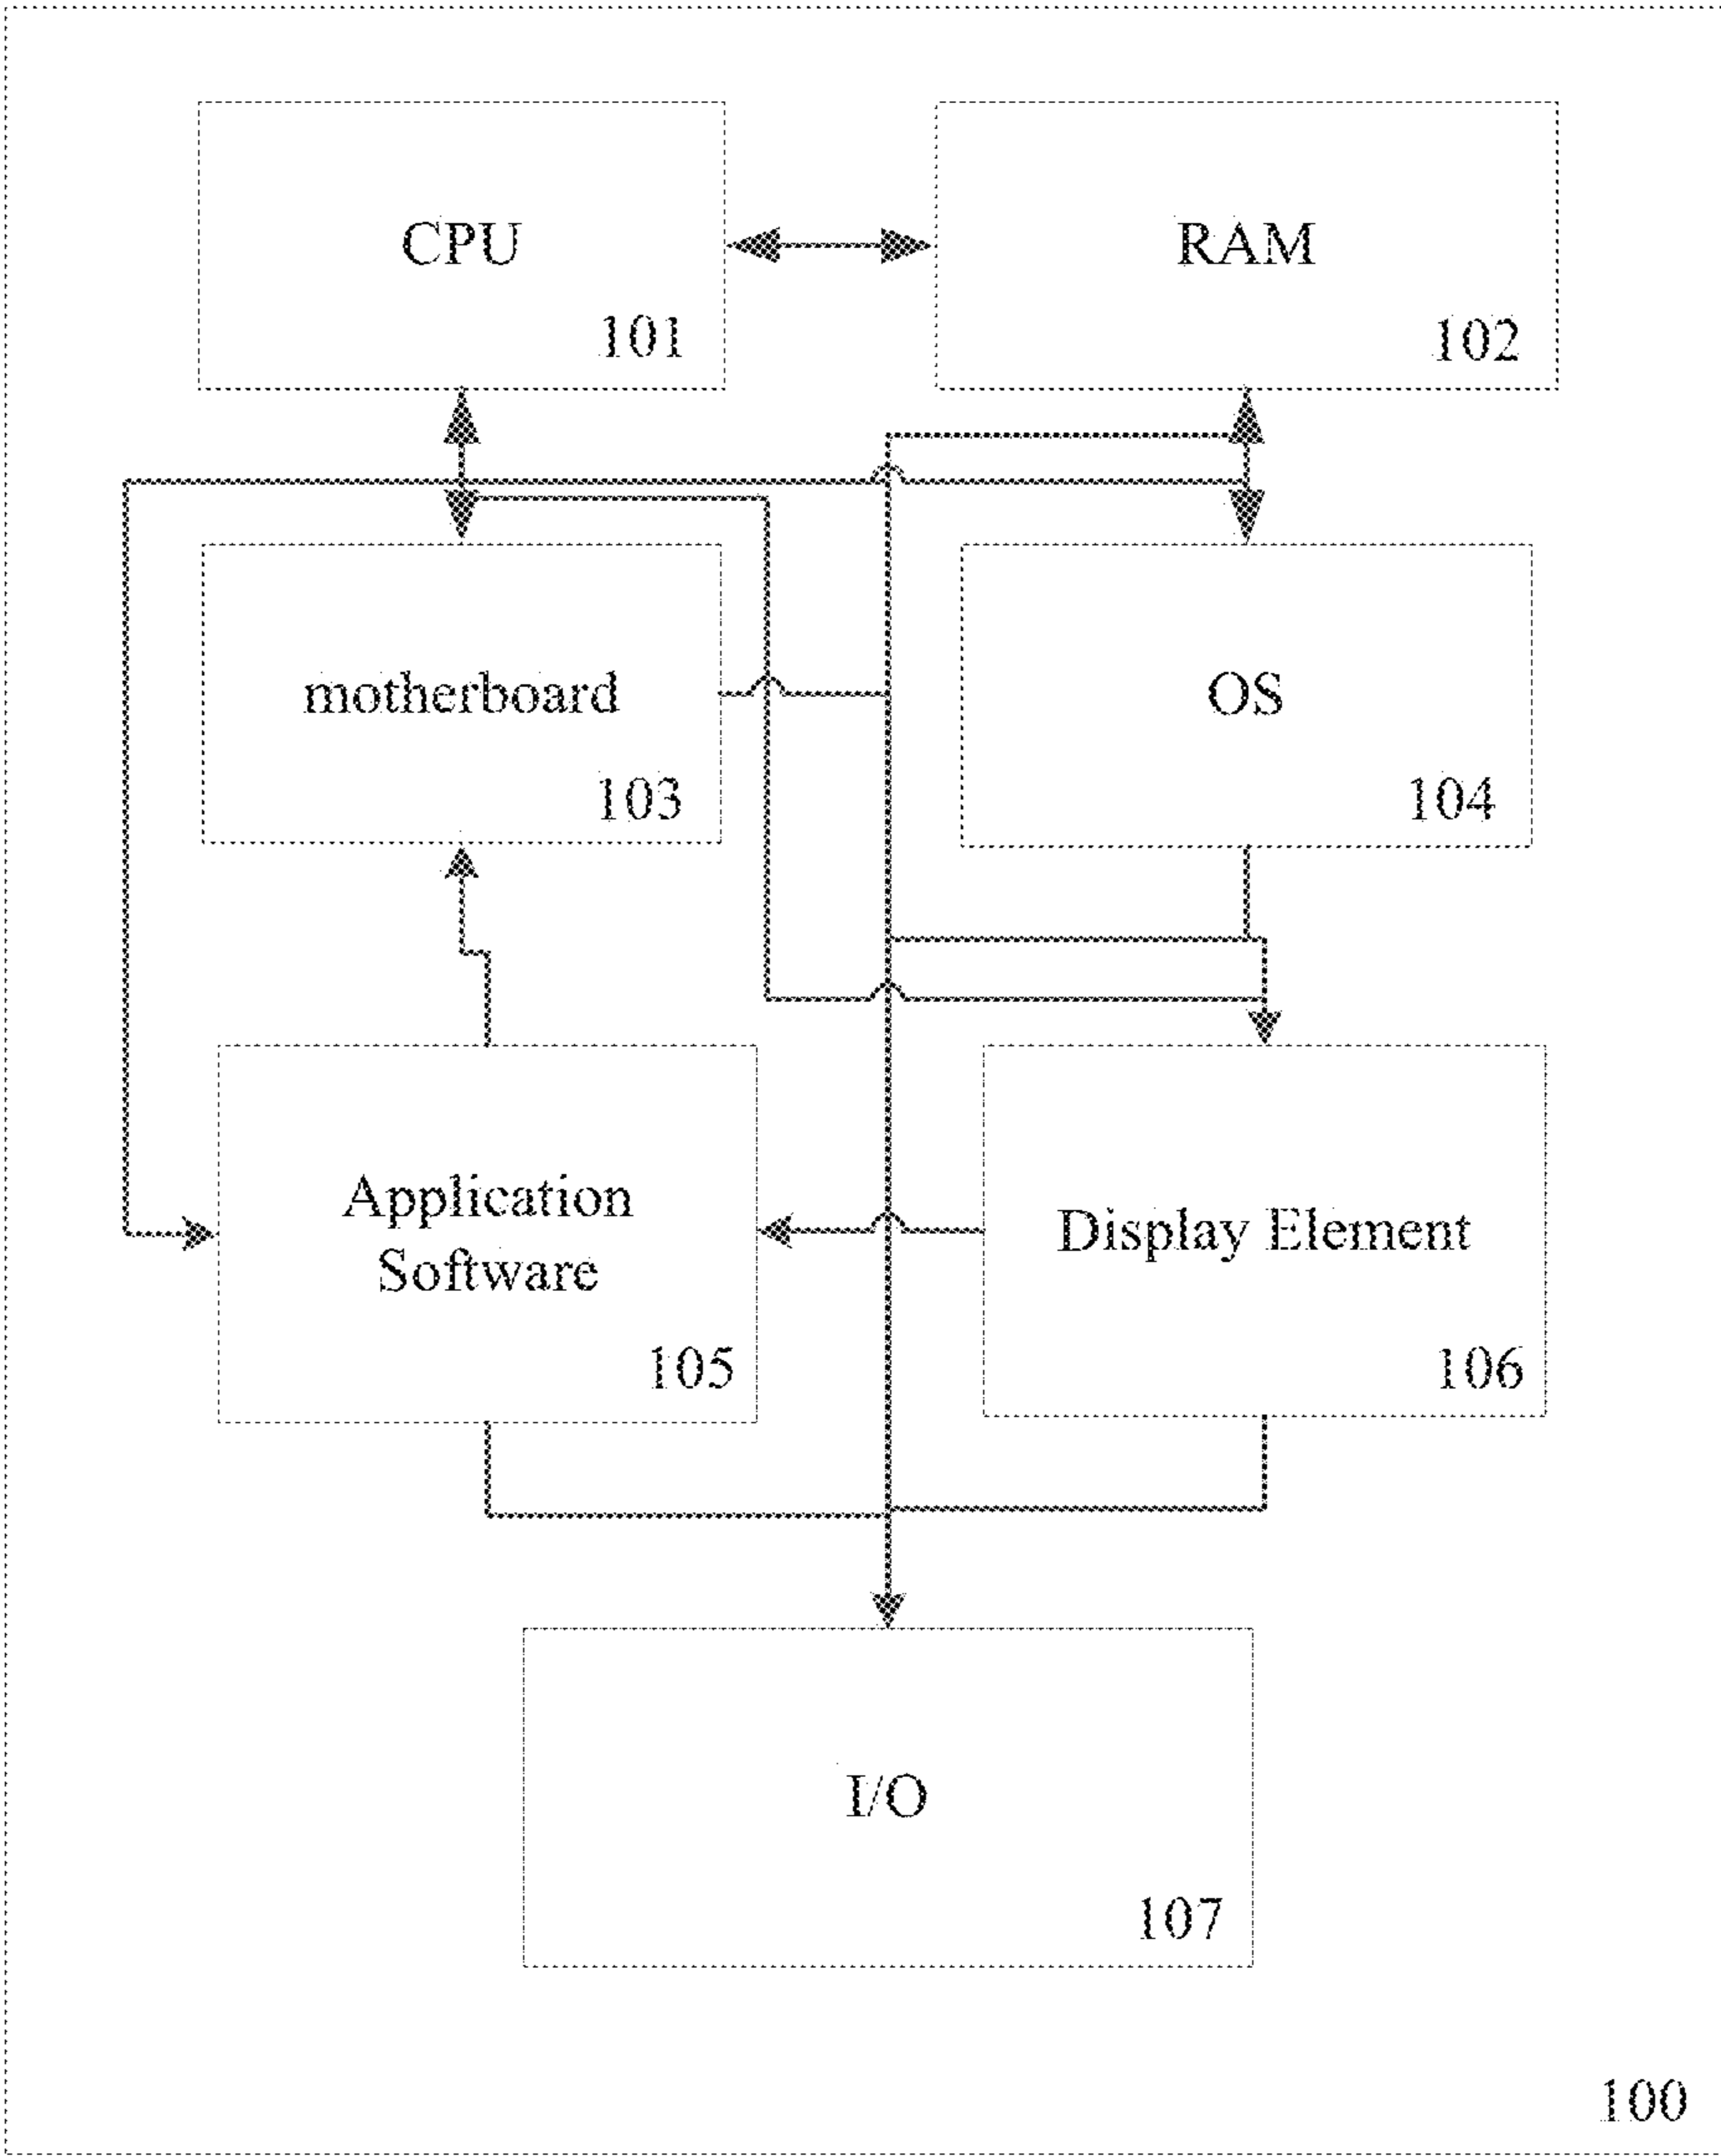 CPU
101
RAM
102
motherboard
103
OS
104
Application
Software
105
Display Element
106
I/O
107
100